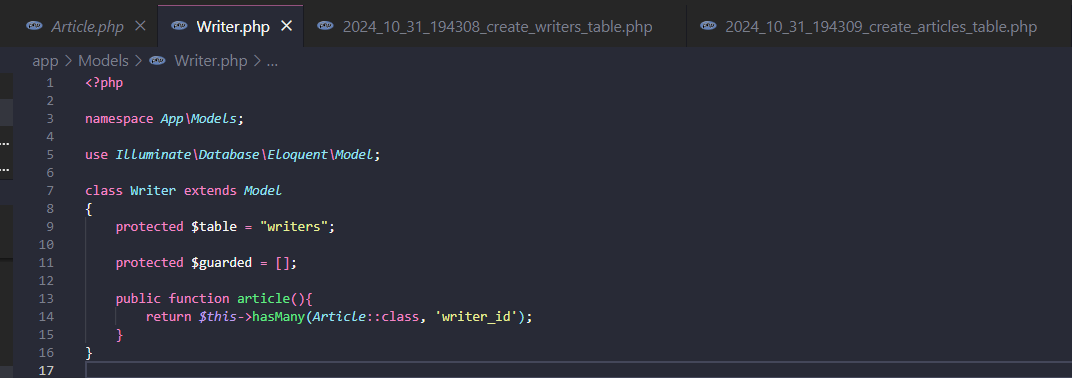 Article.php
Writer.php
2024_10_31_194308_create_writers_table.php
2024_10_31_194309_create_articles_table.php
app > Models > Writer.php > ...
1 <?php
2
3 namespace App\Models;
4
5 use Illuminate\Database\Eloquent\Model;
6
7 class Writer extends Model
8 {
9 protected $table = "writers";
10
11 protected $guarded = [];
12
13 public function article(){
14 return $this->hasMany(Article::class, 'writer_id');
15 }
16 }
17